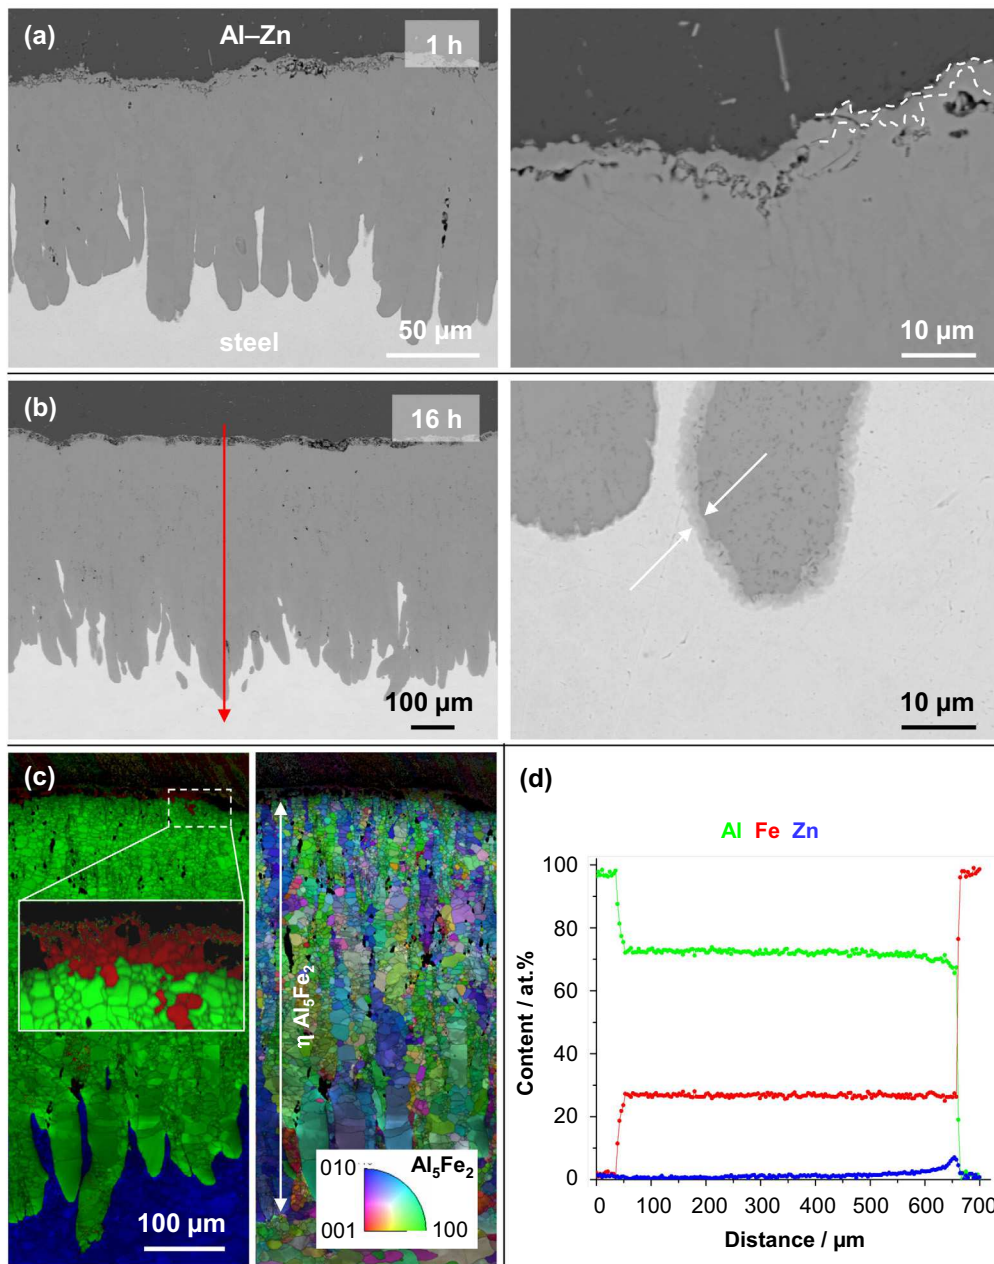 (a)
Al–Zn
1 h
steel
50 µm
10 µm
(b)
16 h
100 µm
10 µm
(c)
100 µm
η Al₅Fe₂
010
Al₅Fe₂
001
100
(d)
Al Fe Zn
Content / at.%
100
80
60
40
20
0
0 100 200 300 400 500 600 700
Distance / µm